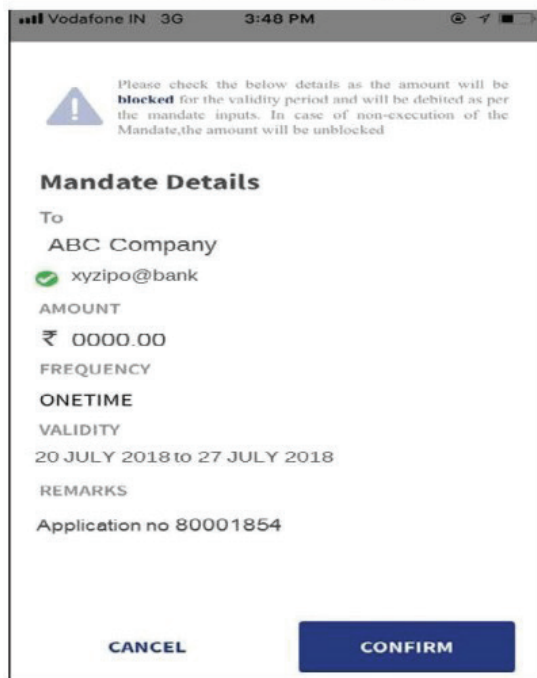 Vodafone IN 3G 3:48 PM
Please check the below details as the amount will be
blocked for the validity period and will be debited as per
the mandate inputs. In case of non-execution of the
Mandate,the amount will be unblocked
Mandate Details
To
ABC Company
xyzipo@bank
AMOUNT
₹ 0000.00
FREQUENCY
ONETIME
VALIDITY
20 JULY 2018 to 27 JULY 2018
REMARKS
Application no 80001854
CANCEL CONFIRM